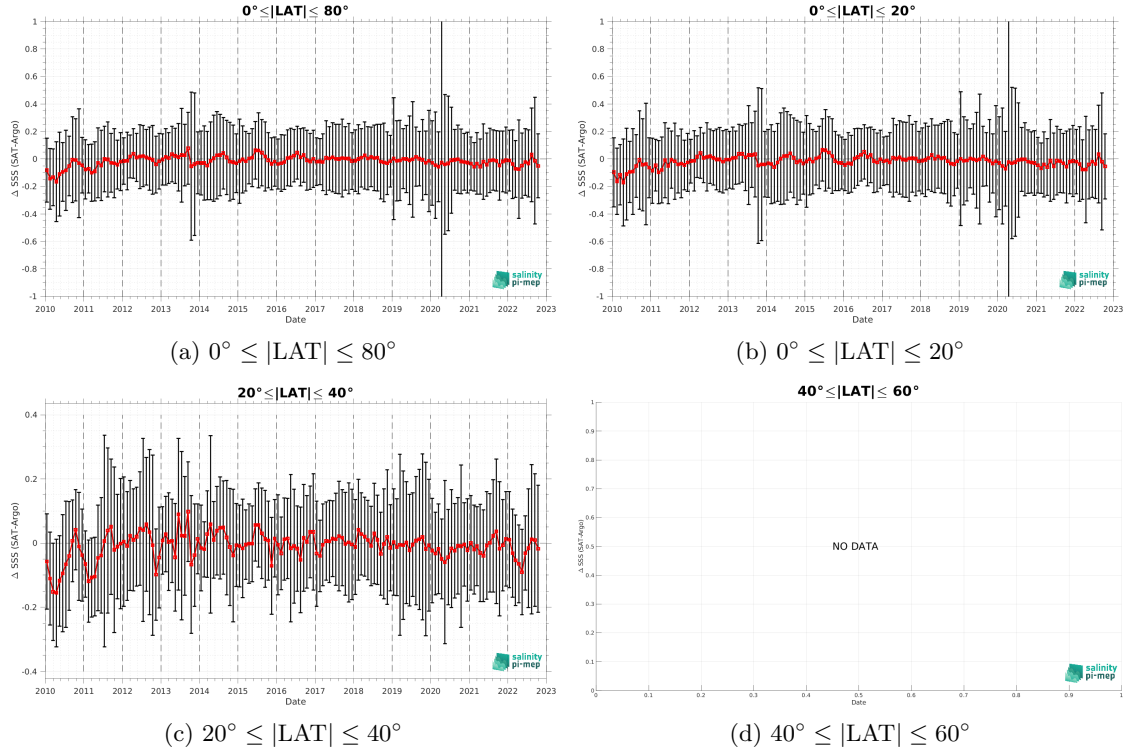 0°≤|LAT|≤ 80°
1
0.8
0.6
0.4
0.2
0
-0.2
-0.4
-0.6
-0.8
-1
Δ SSS (SAT-Argo)
2010 2011 2012 2013 2014 2015 2016 2017 2018 2019 2020 2021 2022 2023
Date
salinity
pi-mep
(a) 0° ≤ |LAT| ≤ 80°
0°≤|LAT|≤ 20°
1
0.8
0.6
0.4
0.2
0
-0.2
-0.4
-0.6
-0.8
-1
Δ SSS (SAT-Argo)
2010 2011 2012 2013 2014 2015 2016 2017 2018 2019 2020 2021 2022 2023
Date
salinity
pi-mep
(b) 0° ≤ |LAT| ≤ 20°
20°≤|LAT|≤ 40°
0.4
0.2
0
-0.2
-0.4
Δ SSS (SAT-Argo)
2010 2011 2012 2013 2014 2015 2016 2017 2018 2019 2020 2021 2022 2023
Date
salinity
pi-mep
(c) 20° ≤ |LAT| ≤ 40°
40°≤|LAT|≤ 60°
1
0.9
0.8
0.7
0.6
0.5
0.4
0.3
0.2
0.1
0
Δ SSS (SAT-Argo)
NO DATA
0 0.1 0.2 0.3 0.4 0.5 0.6 0.7 0.8 0.9 1
Date
salinity
pi-mep
(d) 40° ≤ |LAT| ≤ 60°